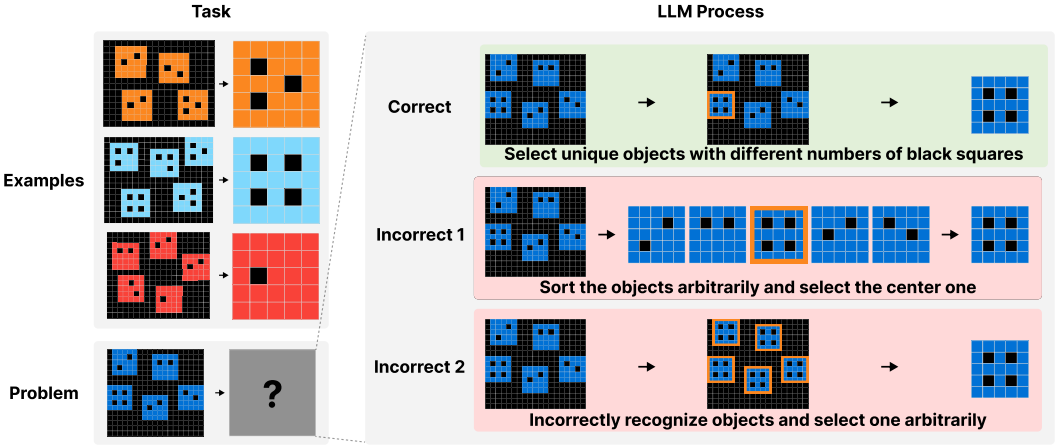 Task
LLM Process
Examples
Problem
?
Correct
Select unique objects with different numbers of black squares
Incorrect 1
Sort the objects arbitrarily and select the center one
Incorrect 2
Incorrectly recognize objects and select one arbitrarily